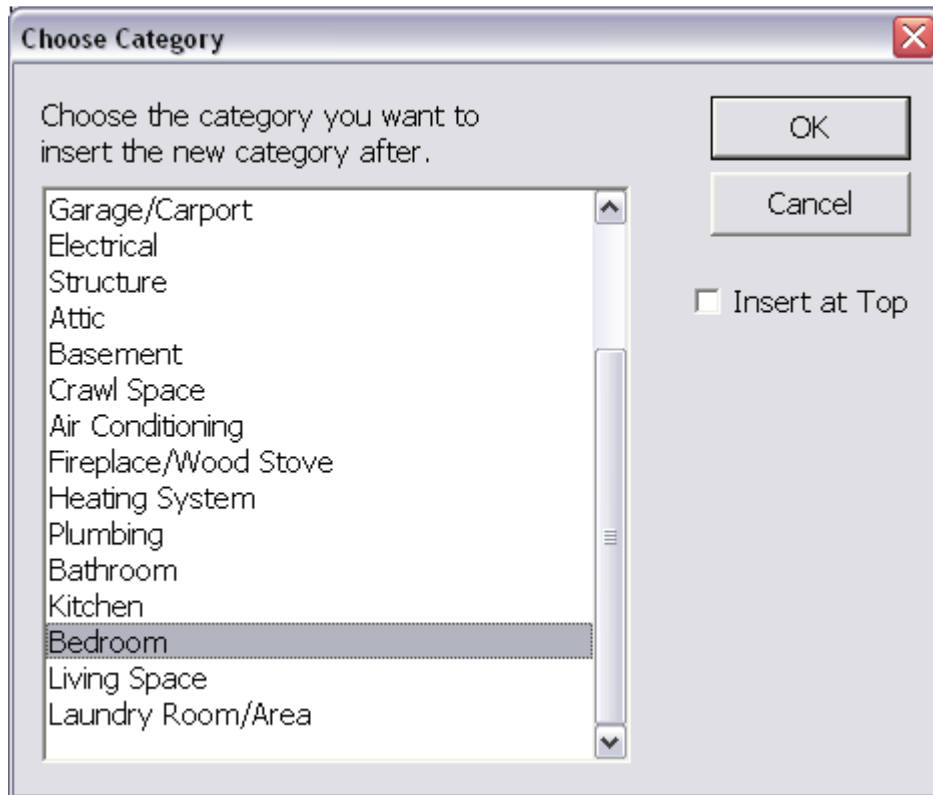 Choose Category
Choose the category you want to
insert the new category after.
OK
Cancel
Insert at Top
Garage/Carport
Electrical
Structure
Attic
Basement
Crawl Space
Air Conditioning
Fireplace/Wood Stove
Heating System
Plumbing
Bathroom
Kitchen
Bedroom
Living Space
Laundry Room/Area